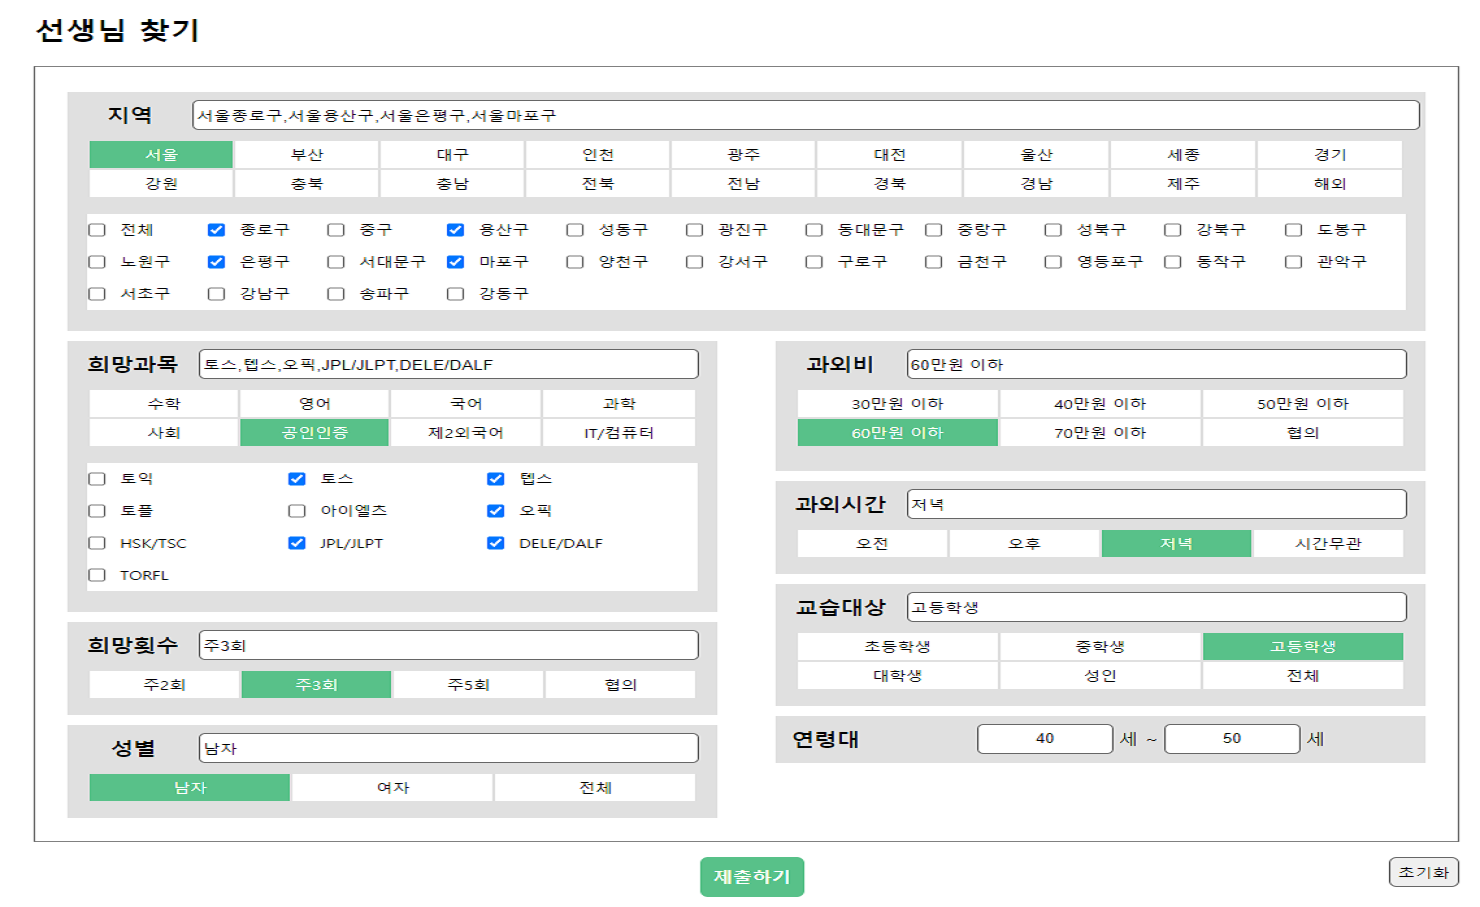 선생님 찾기
지역 서울종로구,서울용산구,서울은평구,서울마포구
서울 부산 대구 인천 광주 대전 울산 세종 경기
강원 충북 충남 전북 전남 경북 경남 제주 해외
전체 종로구 중구 용산구 성동구 광진구 동대문구 중랑구 성북구 강북구 도봉구
노원구 은평구 서대문구 마포구 양천구 강서구 구로구 금천구 영등포구 동작구 관악구
서초구 강남구 송파구 강동구
희망과목 토스,텝스,오픽,JPL/JLPT,DELE/DALF
수학 영어 국어 과학
사회 공인인증 제2외국어 IT/컴퓨터
토익 토스 텝스
토플 아이엘츠 오픽
HSK/TSC JPL/JLPT DELE/DALF
TORFL
희망횟수 주3회
주2회 주3회 주5회 협의
성별 남자
남자 여자 전체
과외비 60만원 이하
30만원 이하 40만원 이하 50만원 이하
60만원 이하 70만원 이하 협의
과외시간 저녁
오전 오후 저녁 시간무관
교습대상 고등학생
초등학생 중학생 고등학생
대학생 성인 전체
연령대 40 세 ~ 50 세
제출하기
초기화